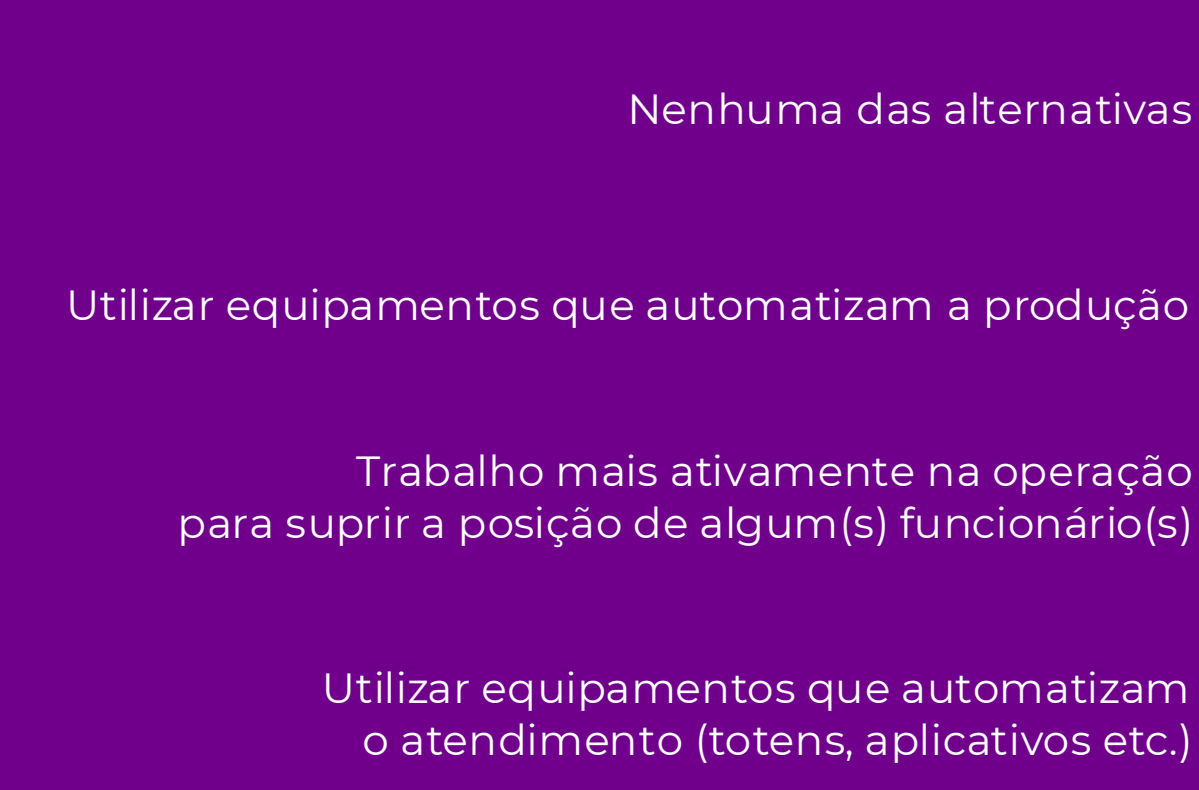 Nenhuma das alternativas
Utilizar equipamentos que automatizam a produção
Trabalho mais ativamente na operação
para suprir a posição de algum(s) funcionário(s)
Utilizar equipamentos que automatizam
o atendimento (totens, aplicativos etc.)